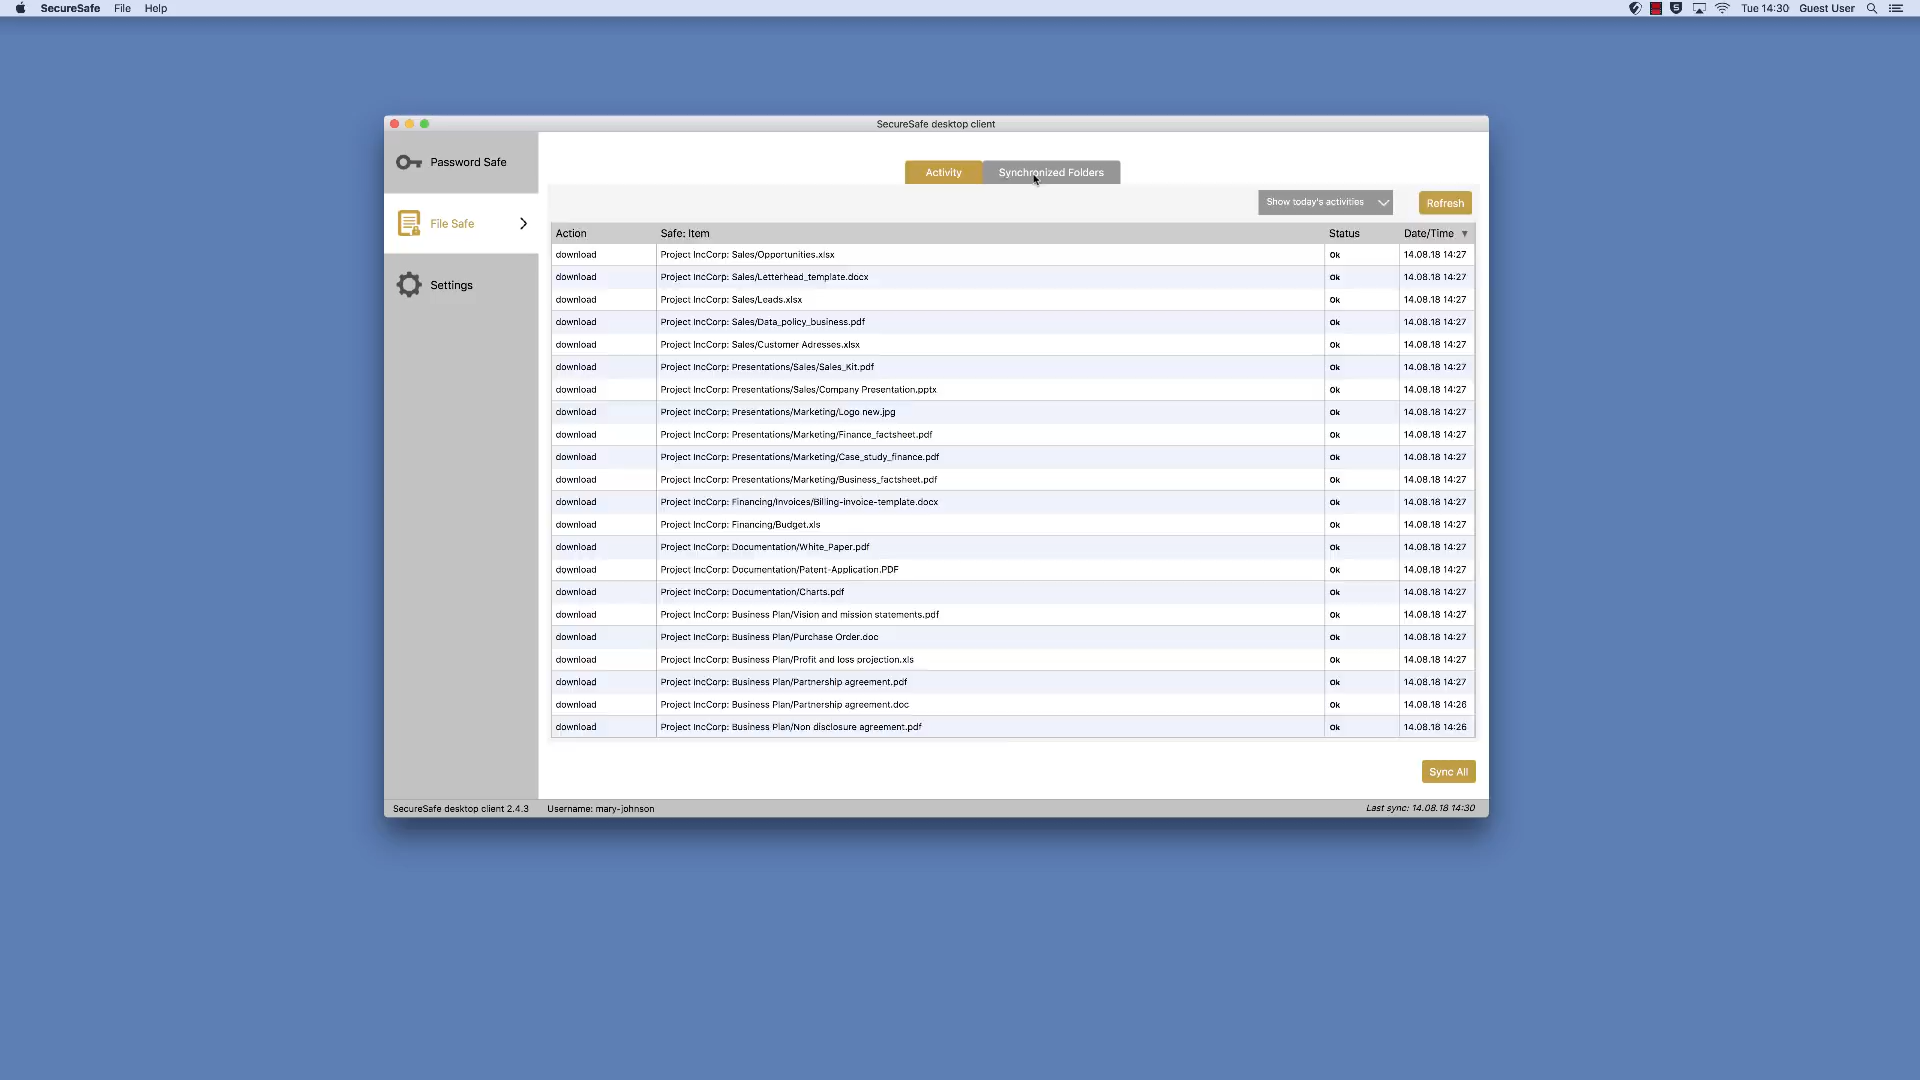 SecureSafe File Help Tue 14:30 Guest User
SecureSafe desktop client
Password Safe
File Safe
Settings
Activity Synchronized Folders
Show today's activities Refresh
Action Safe: Item Status Date/Time
download Project IncCorp: Sales/Opportunities.xlsx Ok 14.08.18 14:27
download Project IncCorp: Sales/Letterhead_template.docx Ok 14.08.18 14:27
download Project IncCorp: Sales/Leads.xlsx Ok 14.08.18 14:27
download Project IncCorp: Sales/Data_policy_business.pdf Ok 14.08.18 14:27
download Project IncCorp: Sales/Customer Adresses.xlsx Ok 14.08.18 14:27
download Project IncCorp: Presentations/Sales/Sales_Kit.pdf Ok 14.08.18 14:27
download Project IncCorp: Presentations/Sales/Company Presentation.pptx Ok 14.08.18 14:27
download Project IncCorp: Presentations/Marketing/Logo new.jpg Ok 14.08.18 14:27
download Project IncCorp: Presentations/Marketing/Finance_factsheet.pdf Ok 14.08.18 14:27
download Project IncCorp: Presentations/Marketing/Case_study_finance.pdf Ok 14.08.18 14:27
download Project IncCorp: Presentations/Marketing/Business_factsheet.pdf Ok 14.08.18 14:27
download Project IncCorp: Financing/Invoices/Billing-invoice-template.docx Ok 14.08.18 14:27
download Project IncCorp: Financing/Budget.xls Ok 14.08.18 14:27
download Project IncCorp: Documentation/White_Paper.pdf Ok 14.08.18 14:27
download Project IncCorp: Documentation/Patent-Application.PDF Ok 14.08.18 14:27
download Project IncCorp: Documentation/Charts.pdf Ok 14.08.18 14:27
download Project IncCorp: Business Plan/Vision and mission statements.pdf Ok 14.08.18 14:27
download Project IncCorp: Business Plan/Purchase Order.doc Ok 14.08.18 14:27
download Project IncCorp: Business Plan/Profit and loss projection.xls Ok 14.08.18 14:27
download Project IncCorp: Business Plan/Partnership agreement.pdf Ok 14.08.18 14:27
download Project IncCorp: Business Plan/Partnership agreement.doc Ok 14.08.18 14:26
download Project IncCorp: Business Plan/Non disclosure agreement.pdf Ok 14.08.18 14:26
Sync All
SecureSafe desktop client 2.4.3 Username: mary-johnson Last sync: 14.08.18 14:30